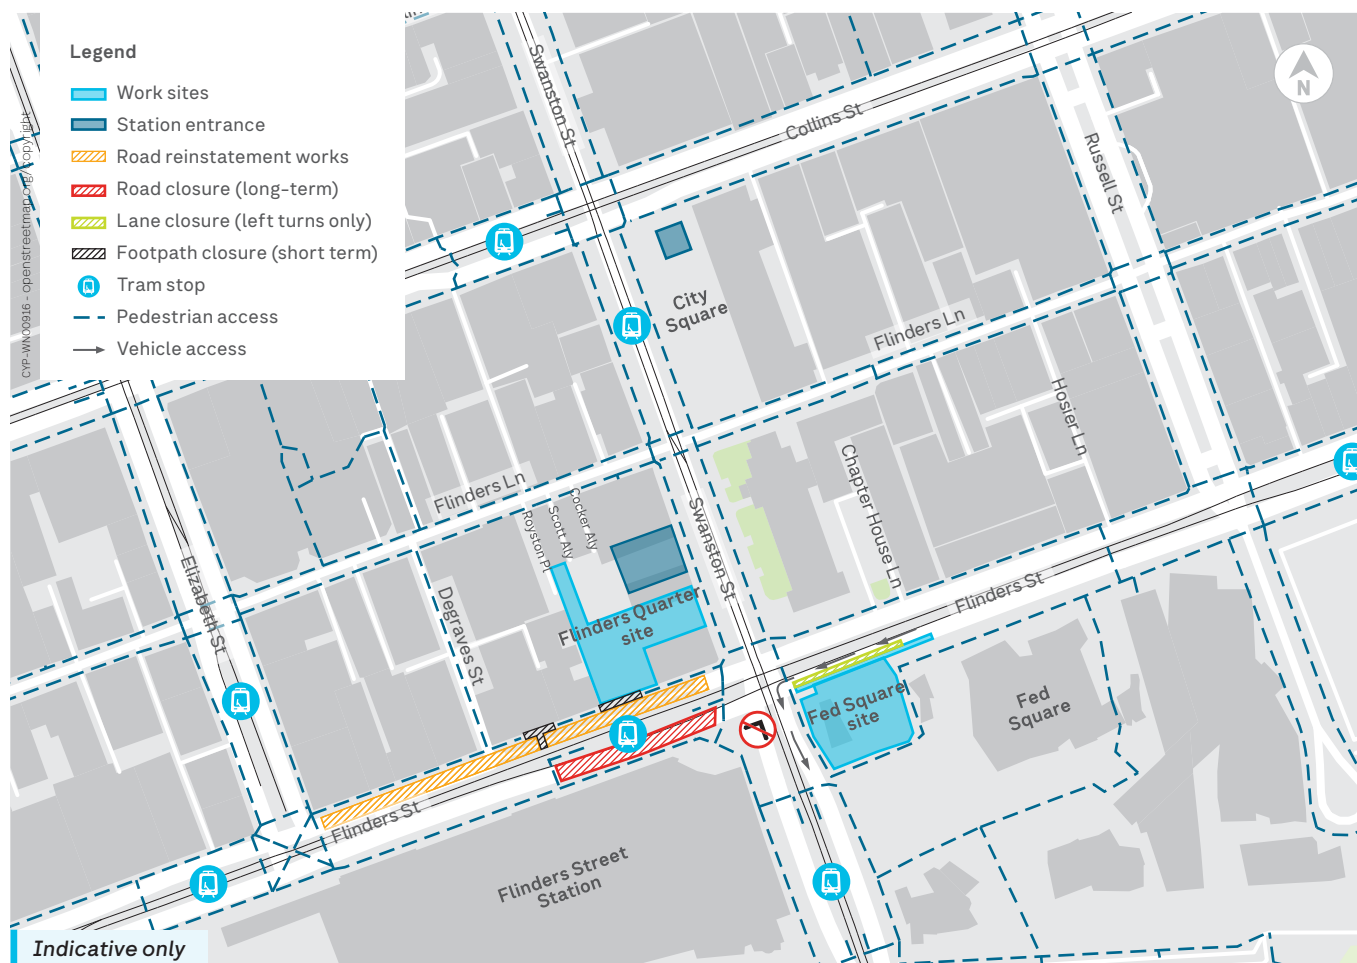 Legend
Work sites
Station entrance
Road reinstatement works
Road closure (long-term)
Lane closure (left turns only)
Footpath closure (short term)
Tram stop
Pedestrian access
Vehicle access
CYP-WN00916 - openstreetmap.org/copyright
N
Swanston St
Collins St
Russell St
City
Square
Flinders Ln
Hosier Ln
Chapter House Ln
Flinders Ln
Cocker Aly
Scott Aly
Royston Pl
Swanston St
Elizabeth St
Degraves St
Flinders Quarter
site
Flinders St
Fed Square
site
Fed
Square
Flinders St
Flinders Street
Station
Indicative only